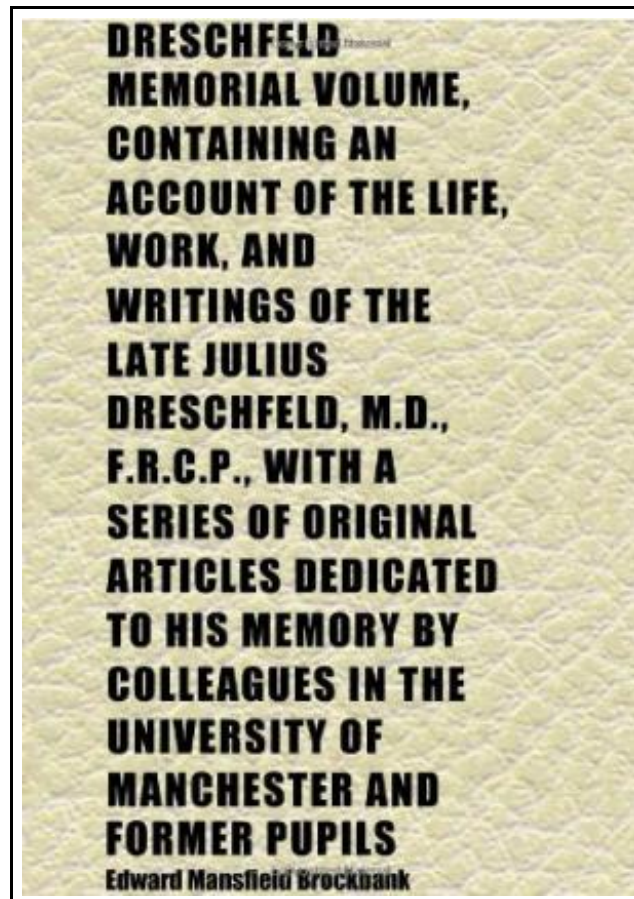 DRESCHFELD
MEMORIAL VOLUME,
CONTAINING AN
ACCOUNT OF THE LIFE,
WORK, AND
WRITINGS OF THE
LATE JULIUS
DRESCHFELD, M.D.,
F.R.C.P., WITH A
SERIES OF ORIGINAL
ARTICLES DEDICATED
TO HIS MEMORY BY
COLLEAGUES IN THE
UNIVERSITY OF
MANCHESTER AND
FORMER PUPILS
Edward Mansfield Brockbank